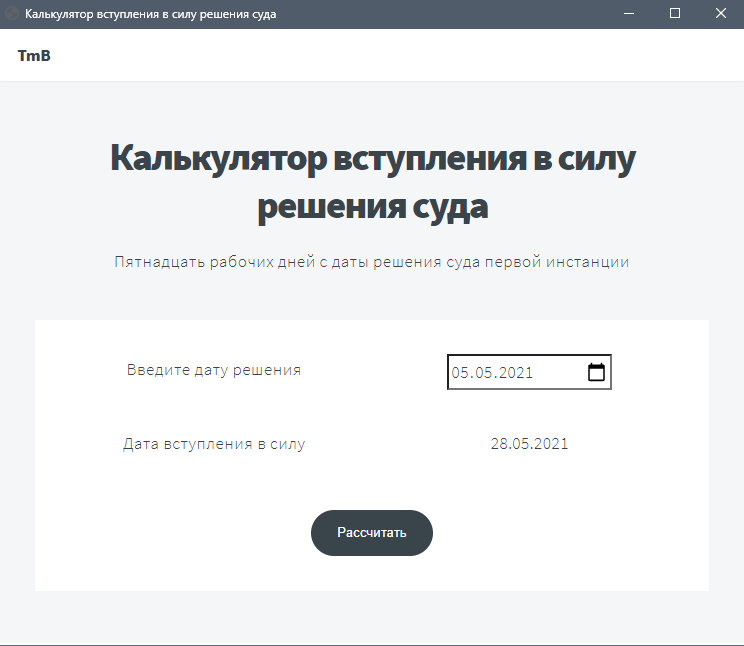 Калькулятор вступления в силу решения суда
TmB
Калькулятор вступления в силу
решения суда
Пятнадцать рабочих дней с даты решения суда первой инстанции
Введите дату решения
05.05.2021
Дата вступления в силу
28.05.2021
Рассчитать